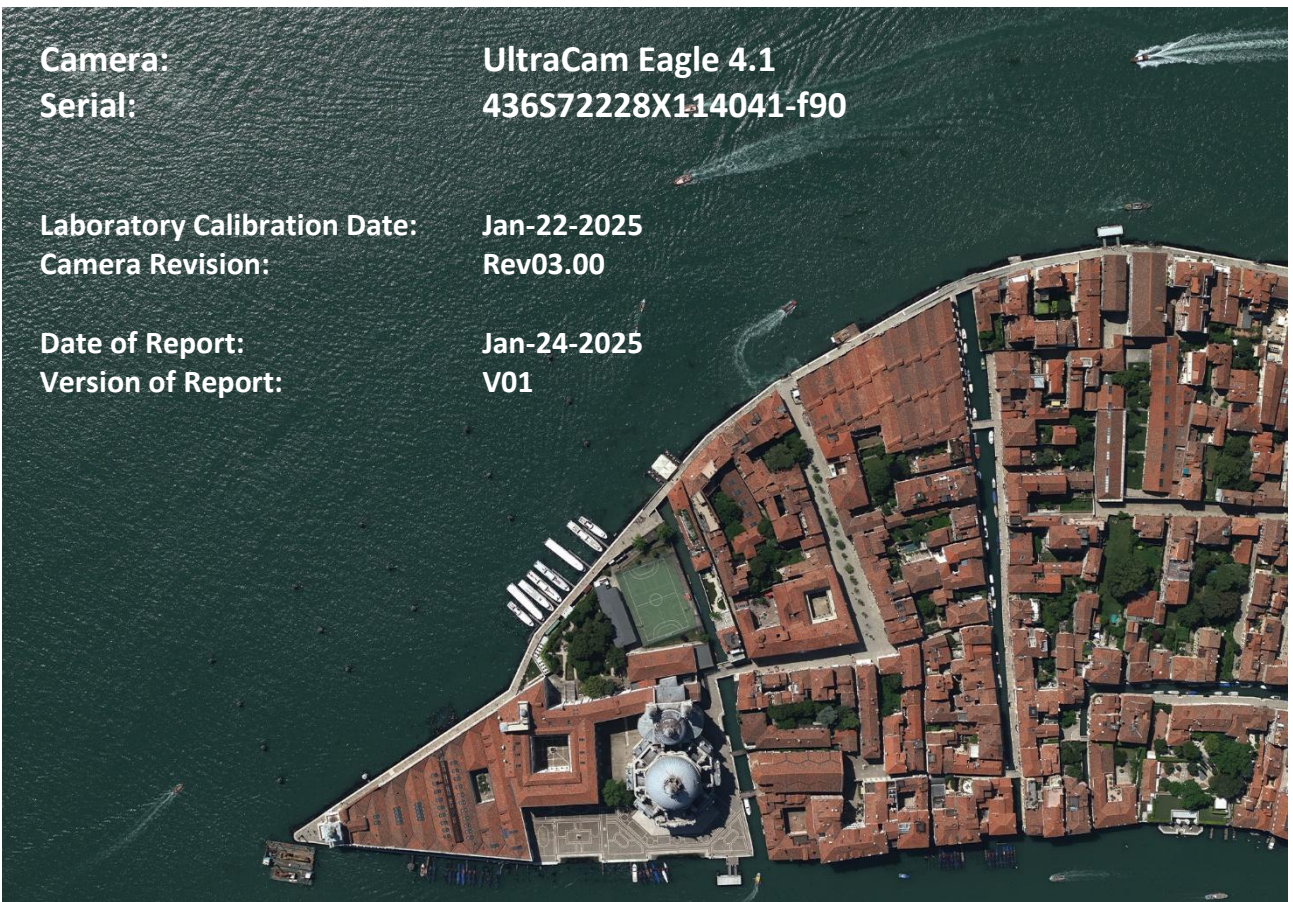 Camera: UltraCam Eagle 4.1
Serial: 436S72228X114041-f90
Laboratory Calibration Date: Jan-22-2025
Camera Revision: Rev03.00
Date of Report: Jan-24-2025
Version of Report: V01